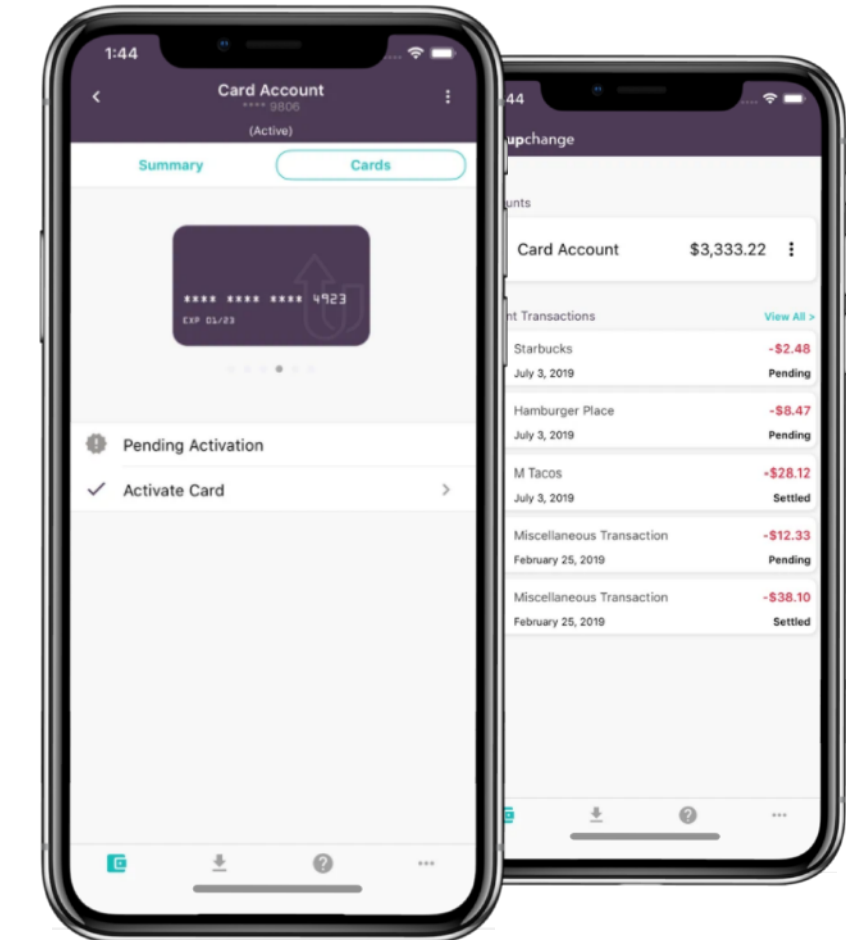 1:44
Card Account
**** 9806
(Active)
Summary Cards
**** **** **** 4923
EXP 01/23
Pending Activation
Activate Card
44
upchange
unts
Card Account $3,333.22
nt Transactions View All >
Starbucks -$2.48
July 3, 2019 Pending
Hamburger Place -$8.47
July 3, 2019 Pending
M Tacos -$28.12
July 3, 2019 Settled
Miscellaneous Transaction -$12.33
February 25, 2019 Pending
Miscellaneous Transaction -$38.10
February 25, 2019 Settled